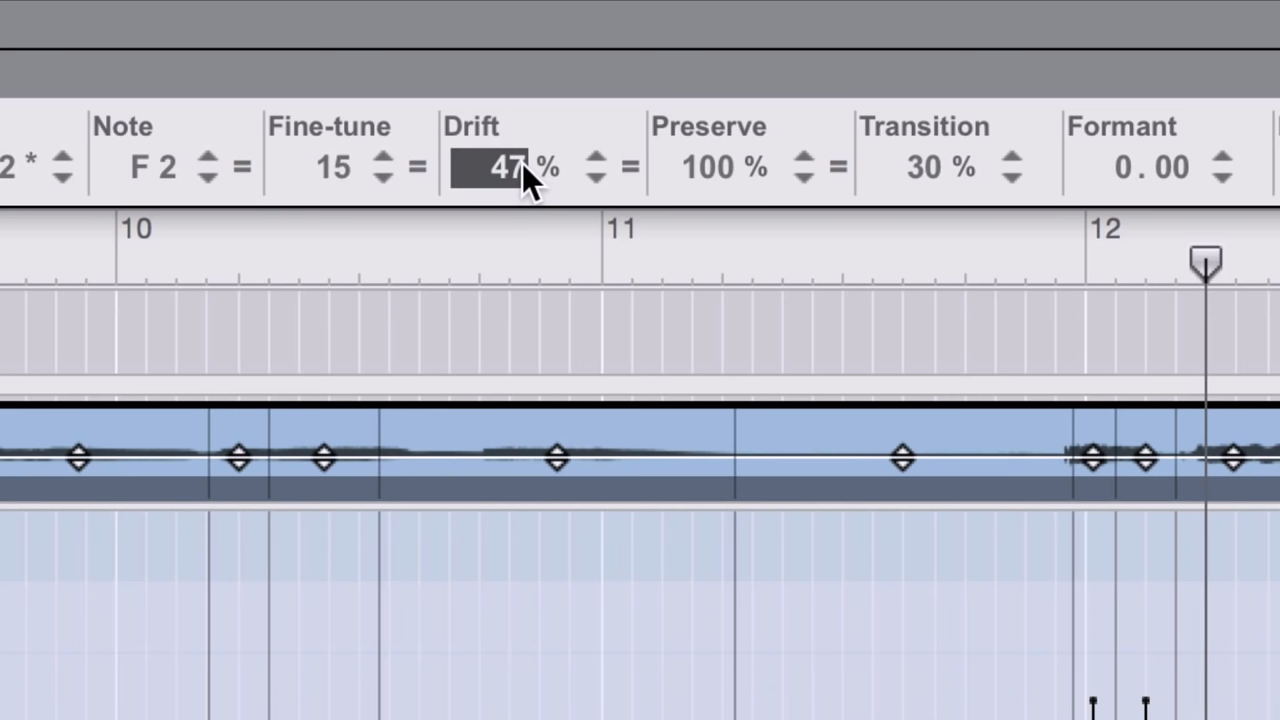 Note Fine-tune Drift Preserve Transition Formant
2 * F 2 = 15 = 47 % = 100 % = 30 % 0.00
10 11 12